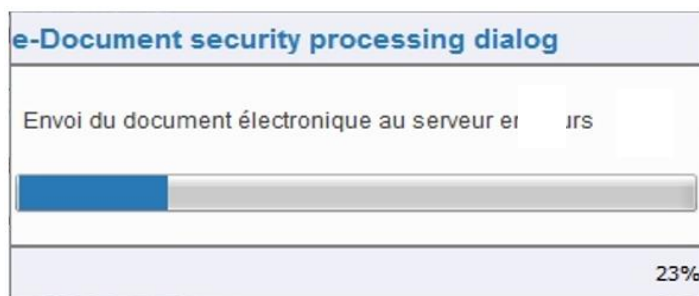 e-Document security processing dialog
Envoi du document électronique au serveur
23%